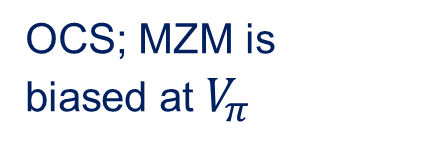 OCS; MZM is
biased at 𝑉𝜋